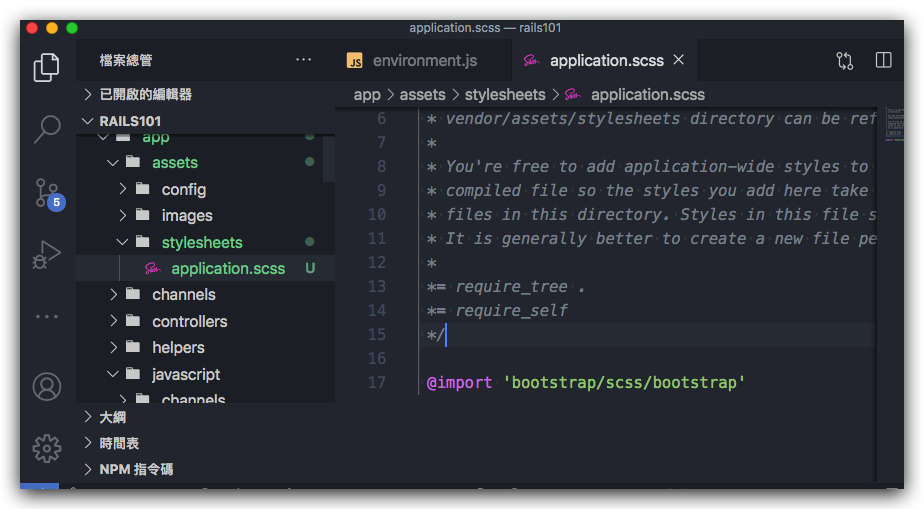 application.scss — rails101
檔案總管 ···
已開啟的編輯器
RAILS101
app
assets
config
images
stylesheets
application.scss U
channels
controllers
helpers
javascript
channels
大綱
時間表
NPM 指令碼
5
JS environment.js
application.scss ×
app > assets > stylesheets > application.scss
6 * vendor/assets/stylesheets directory can be ref
7 *
8 * You're free to add application-wide styles to
9 * compiled file so the styles you add here take
10 * files in this directory. Styles in this file s
11 * It is generally better to create a new file pe
12 *
13 *= require_tree .
14 *= require_self
15 */
16
17 @import 'bootstrap/scss/bootstrap'